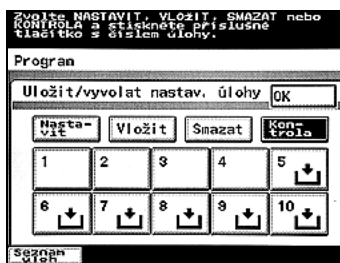 Zvolte NASTAVIT, VLOŽIT, SMAZAT nebo
KONTROLA a stiskněte příslušné
tlačítko s číslem úlohy.
Progran
Uložit/vyvolat nastav. úlohy OK
Nasta-
vit Vložit Smazat Kon-
trola
1 2 3 4 5
6 7 8 9 10
Seznam
úloh